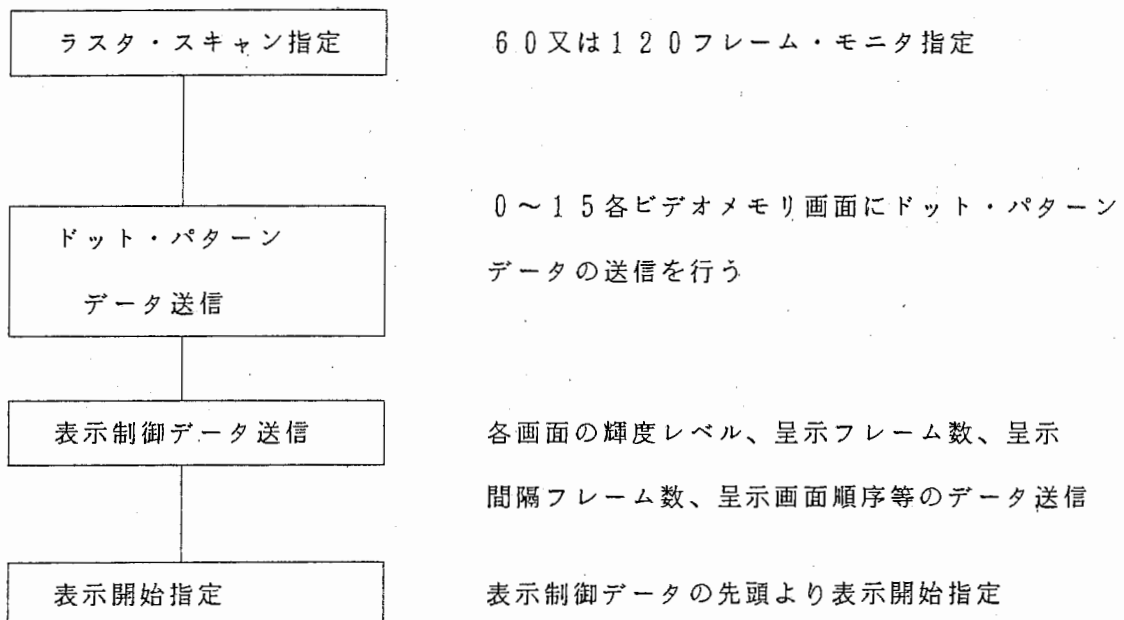 ラスタ・スキャン指定
60又は120フレーム・モニタ指定
ドット・パターン
データ送信
0～15各ビデオメモリ画面にドット・パターン
データの送信を行う
表示制御データ送信
各画面の輝度レベル、呈示フレーム数、呈示
間隔フレーム数、呈示画面順序等のデータ送信
表示開始指定
表示制御データの先頭より表示開始指定